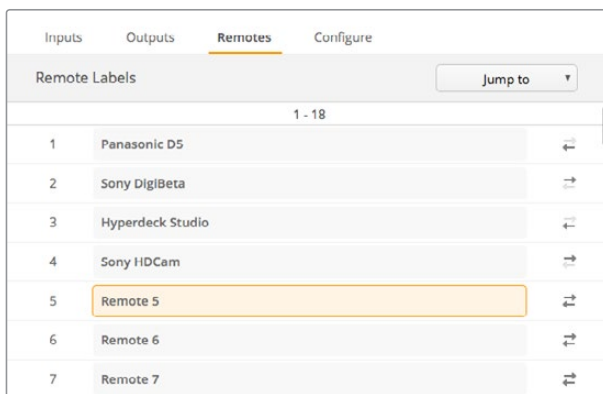 Inputs Outputs Remotes Configure
Remote Labels Jump to
1 - 18
1 Panasonic D5
2 Sony DigiBeta
3 Hyperdeck Studio
4 Sony HDCam
5 Remote 5
6 Remote 6
7 Remote 7